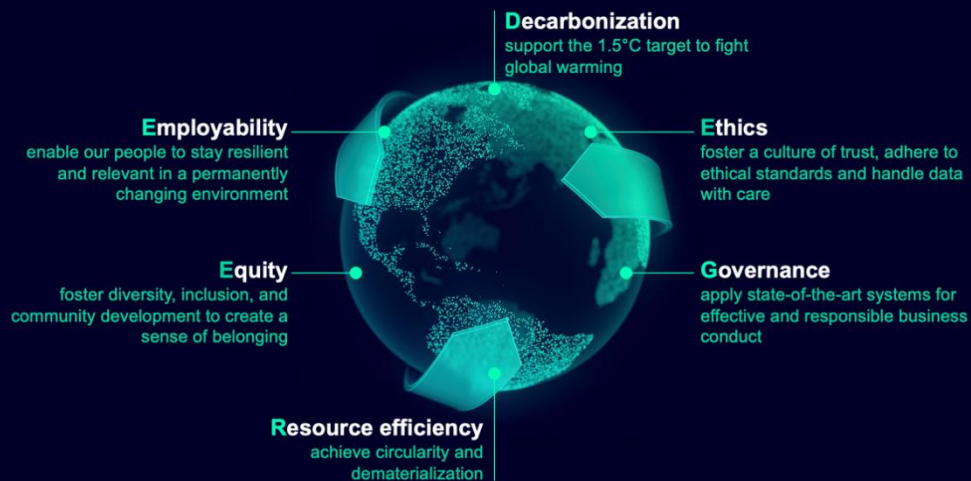 Decarbonization
support the 1.5°C target to fight
global warming
Ethics
foster a culture of trust, adhere to
ethical standards and handle data
with care
Governance
apply state-of-the-art systems for
effective and responsible business
conduct
Resource efficiency
achieve circularity and
dematerialization
Equity
foster diversity, inclusion, and
community development to create a
sense of belonging
Employability
enable our people to stay resilient
and relevant in a permanently
changing environment